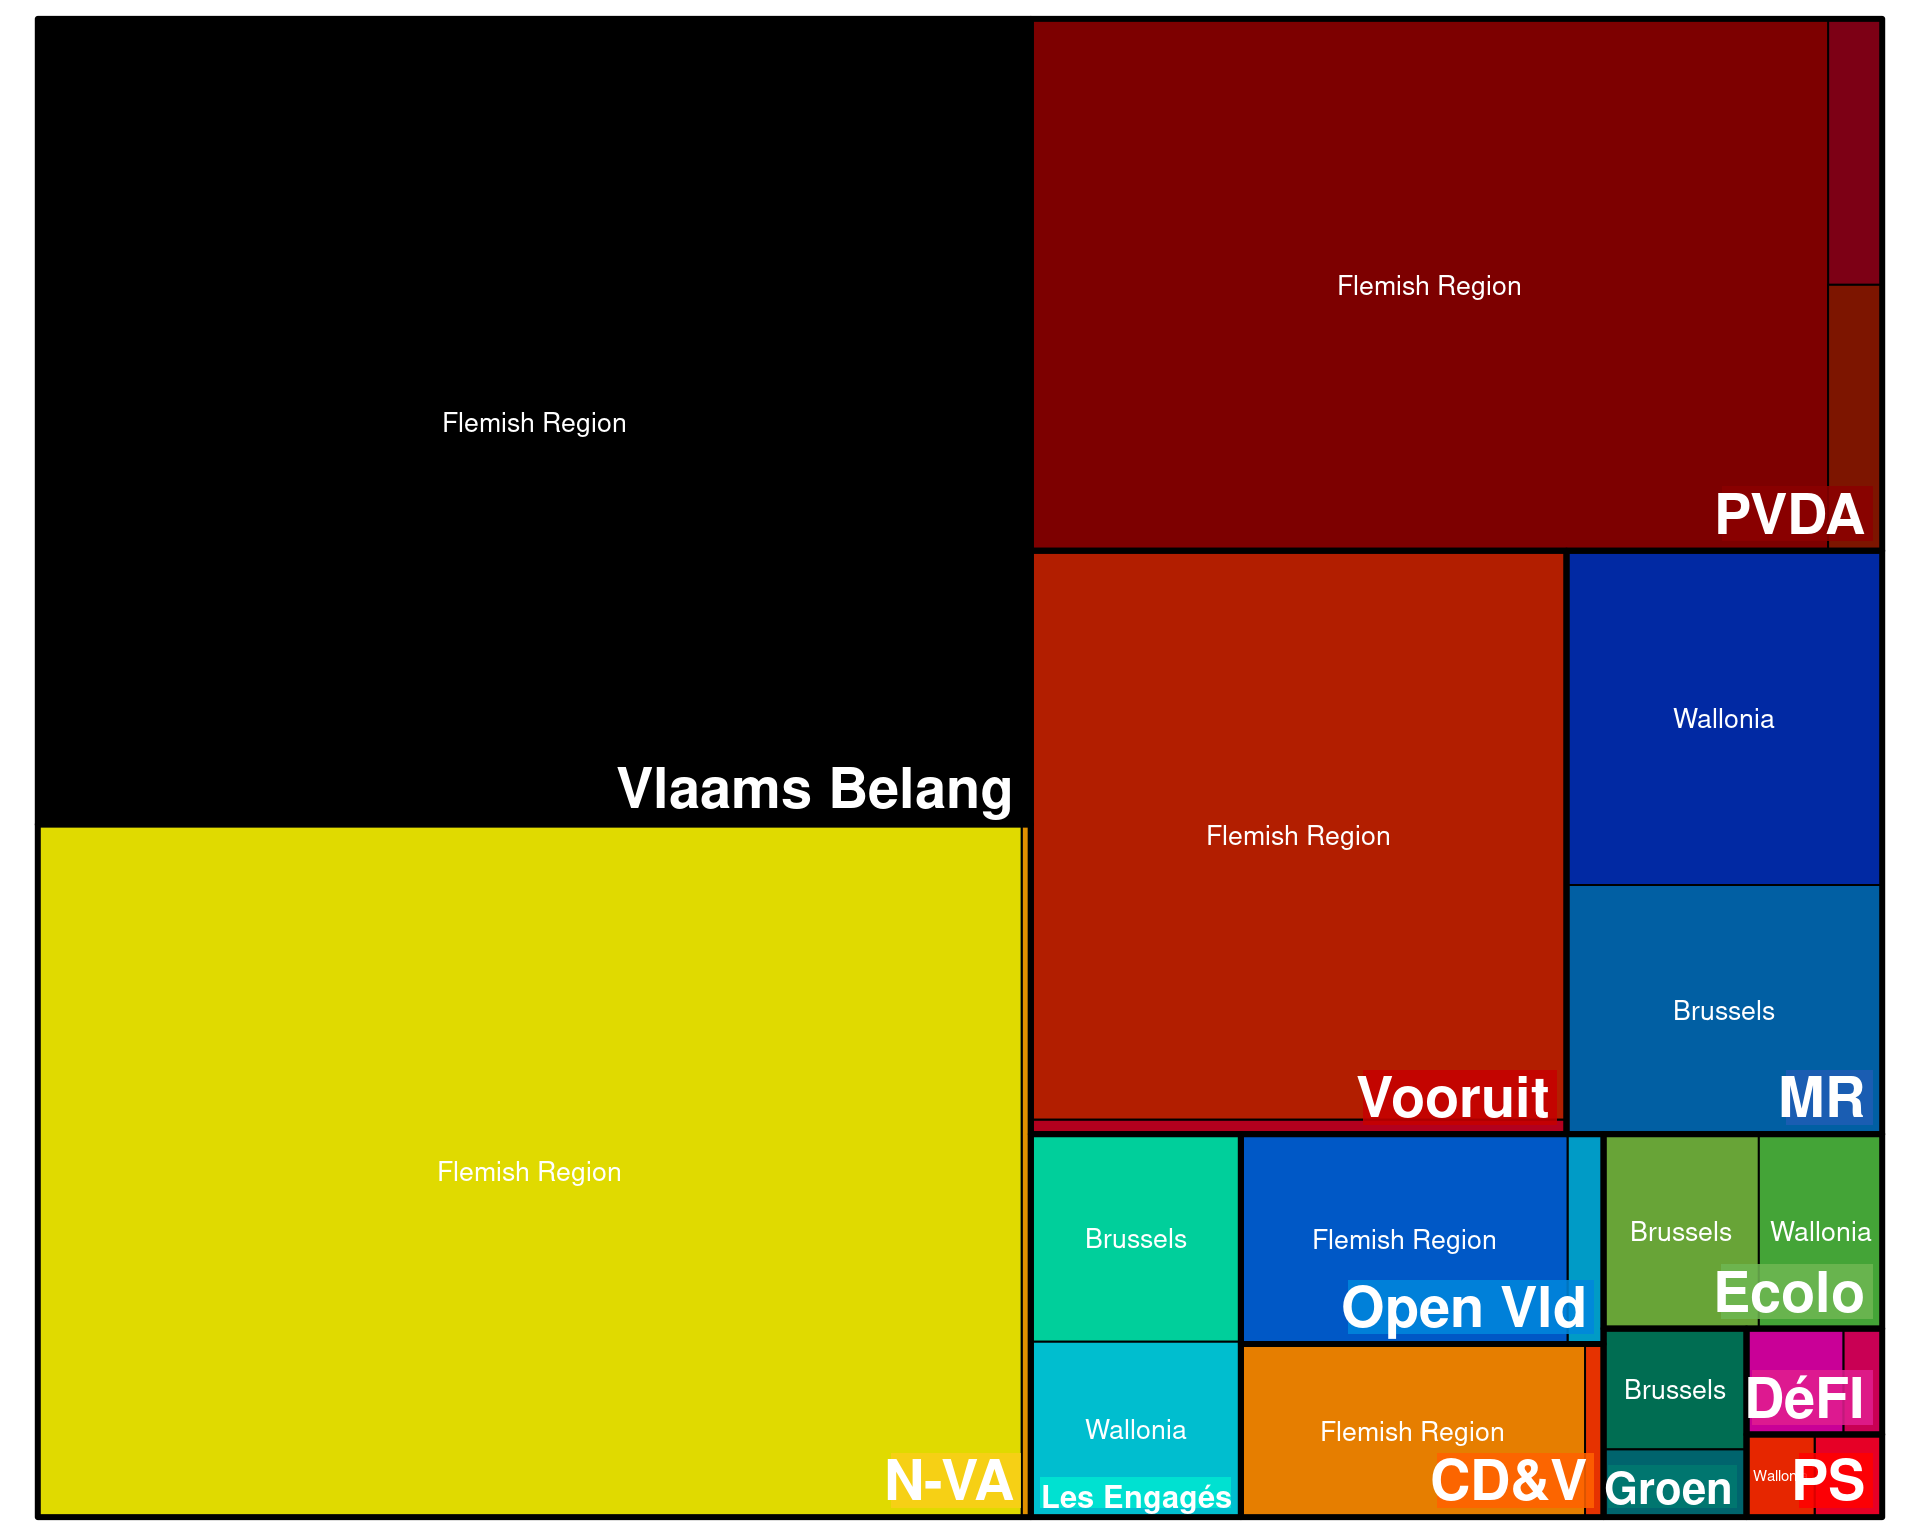 Flemish Region
Vlaams Belang
Flemish Region
N-VA
Flemish Region
PVDA
Flemish Region
Vooruit
Wallonia
Brussels
MR
Brussels
Wallonia
Les Engagés
Flemish Region
Open Vld
Flemish Region
CD&V
Brussels
Wallonia
Ecolo
Brussels
Groen
DéFI
PS